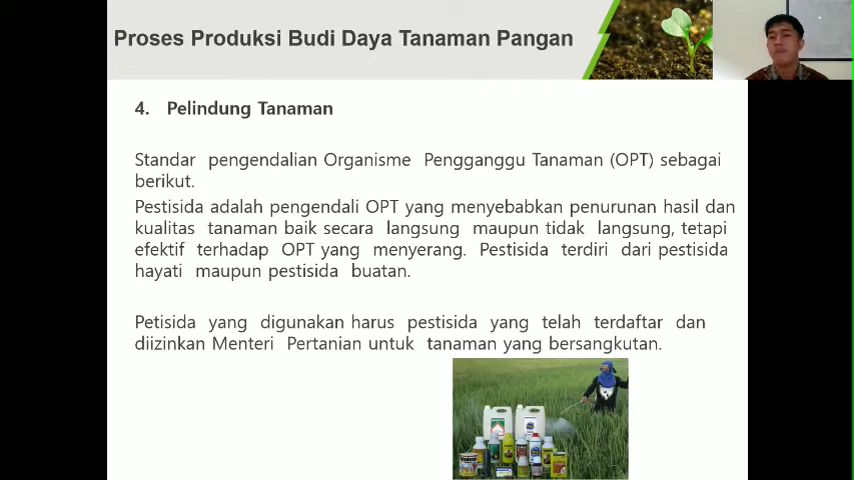 Proses Produksi Budi Daya Tanaman Pangan
4. Pelindung Tanaman
Standar pengendalian Organisme Pengganggu Tanaman (OPT) sebagai
berikut.
Pestisida adalah pengendali OPT yang menyebabkan penurunan hasil dan
kualitas tanaman baik secara langsung maupun tidak langsung, tetapi
efektif terhadap OPT yang menyerang. Pestisida terdiri dari pestisida
hayati maupun pestisida buatan.
Petisida yang digunakan harus pestisida yang telah terdaftar dan
diizinkan Menteri Pertanian untuk tanaman yang bersangkutan.